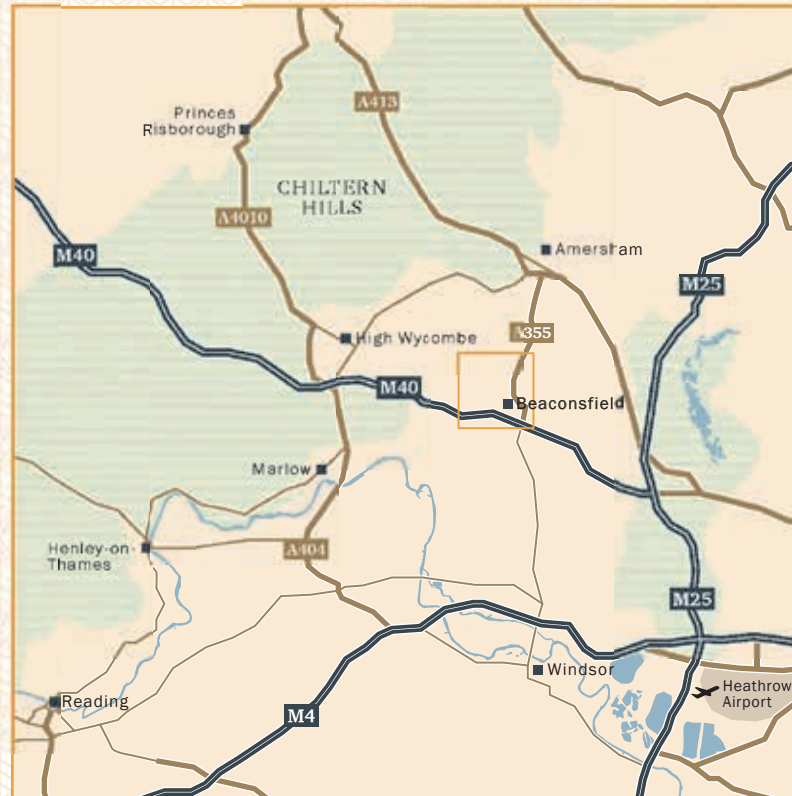 A413
Princes
Risborough
CHILTERN
HILLS
A4010
Amersham
M40
M25
A355
High Wycombe
M40
Beaconsfield
Marlow
Henley-on-
Thames
A404
M25
Windsor
Heathrow
Airport
Reading
M4